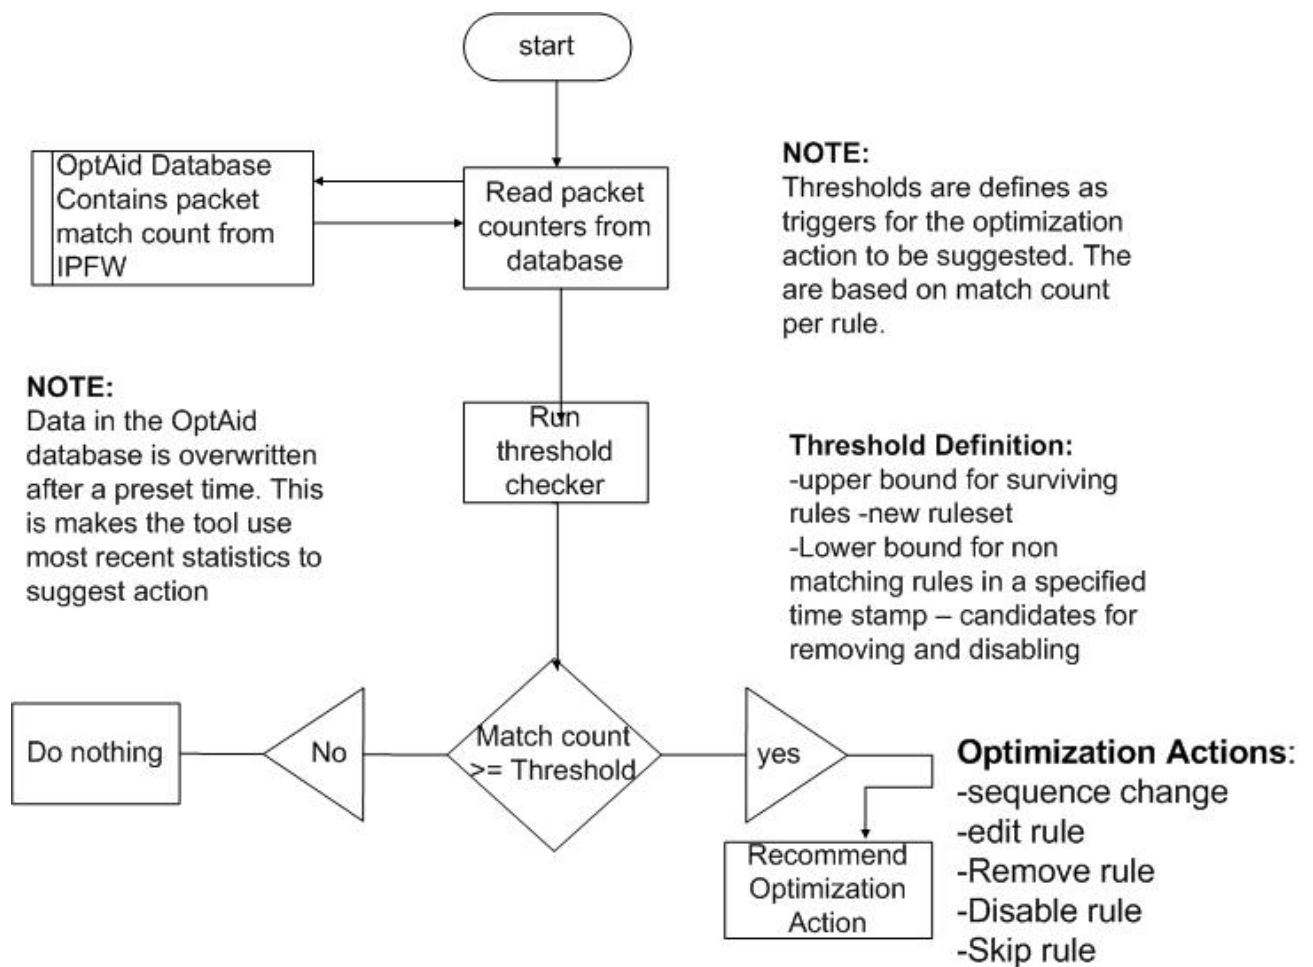 start
OptAid Database
Contains packet
match count from
IPFW
Read packet
counters from
database
NOTE:
Thresholds are defines as
triggers for the optimization
action to be suggested. The
are based on match count
per rule.
NOTE:
Data in the OptAid
database is overwritten
after a preset time. This
is makes the tool use
most recent statistics to
suggest action
Run
threshold
checker
Threshold Definition:
-upper bound for surviving
rules -new ruleset
-Lower bound for non
matching rules in a specified
time stamp – candidates for
removing and disabling
Do nothing
No
Match count
>= Threshold
yes
Recommend
Optimization
Action
Optimization Actions:
-sequence change
-edit rule
-Remove rule
-Disable rule
-Skip rule